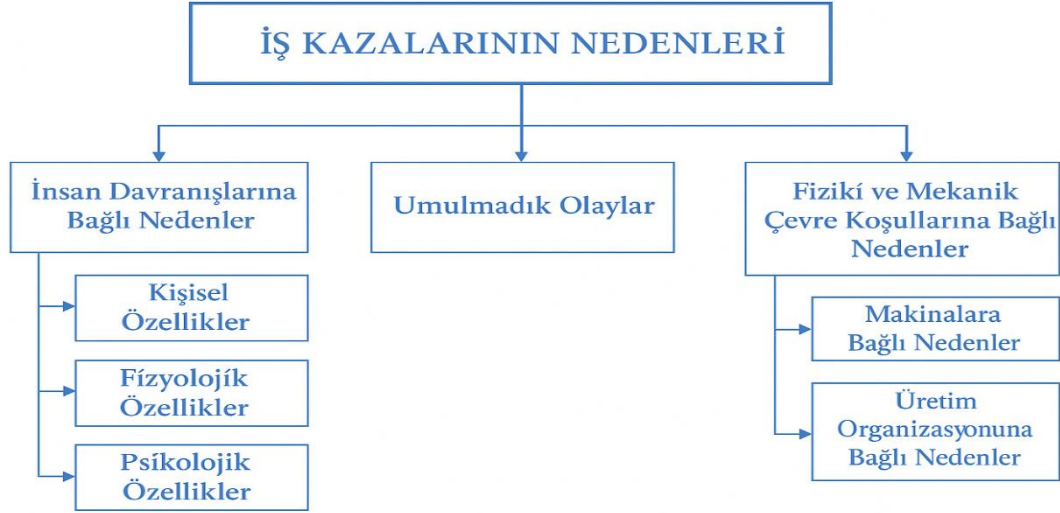 İŞ KAZALARININ NEDENLERİ
İnsan Davranışlarına
Bağlı Nedenler
Kişisel
Özellikler
Fízyolojík
Özellikler
Psíkolojik
Özellikler
Umulmadık Olaylar
Fizikí ve Mekanik
Çevre Koşullarına Bağlı
Nedenler
Makinalara
Bağlı Nedenler
Üretim
Organizasyonuna
Bağlı Nedenler